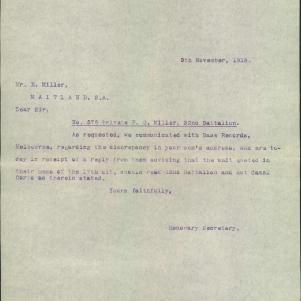 8th November, 1918.
Mr. E. Miller,
MAITLAND. S.A.
Dear Sir,
Private Miller, 32nd Battalion.
As requested, we communicated with Base Records,
Melbourne, regarding the discrepancy in your son's address, and are to-
day in receipt of a reply from them advising that the unit quoted in
their memo of the 17th ult. should read 32nd Battalion and not Camel
Corps as therein stated.
Yours faithfully,
Honorary Secretary.